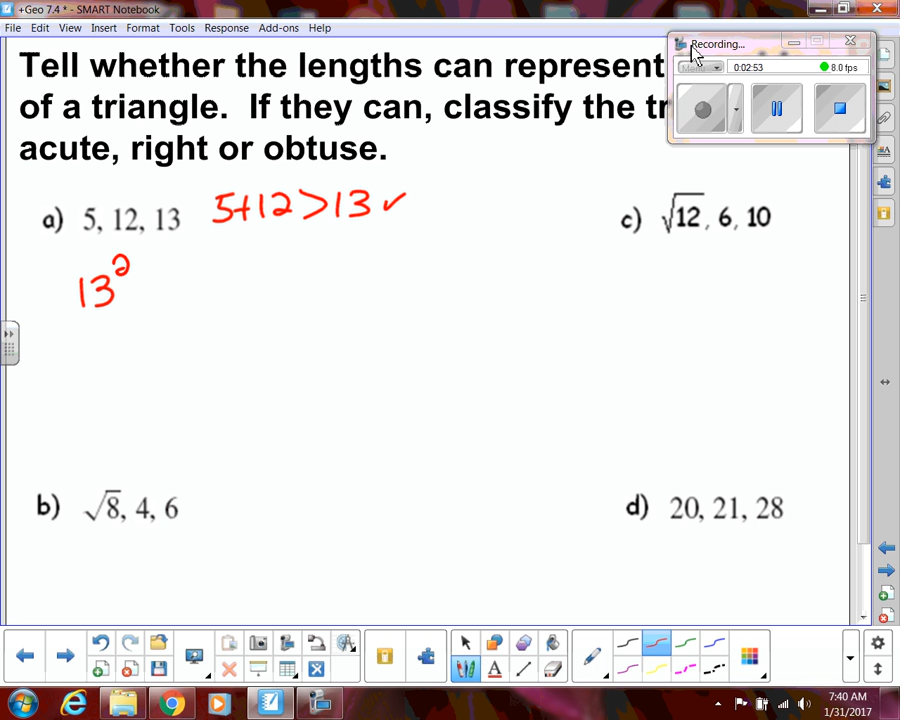 +Geo 7.4 * - SMART Notebook
File Edit View Insert Format Tools Response Add-ons Help
Recording...
0:02:53 8.0 fps
Tell whether the lengths can represent
of a triangle. If they can, classify the tr
acute, right or obtuse.
a) 5, 12, 13 5+12>13 ✓
c) √12, 6, 10
13²
b) √8, 4, 6
d) 20, 21, 28
7:40 AM
1/31/2017